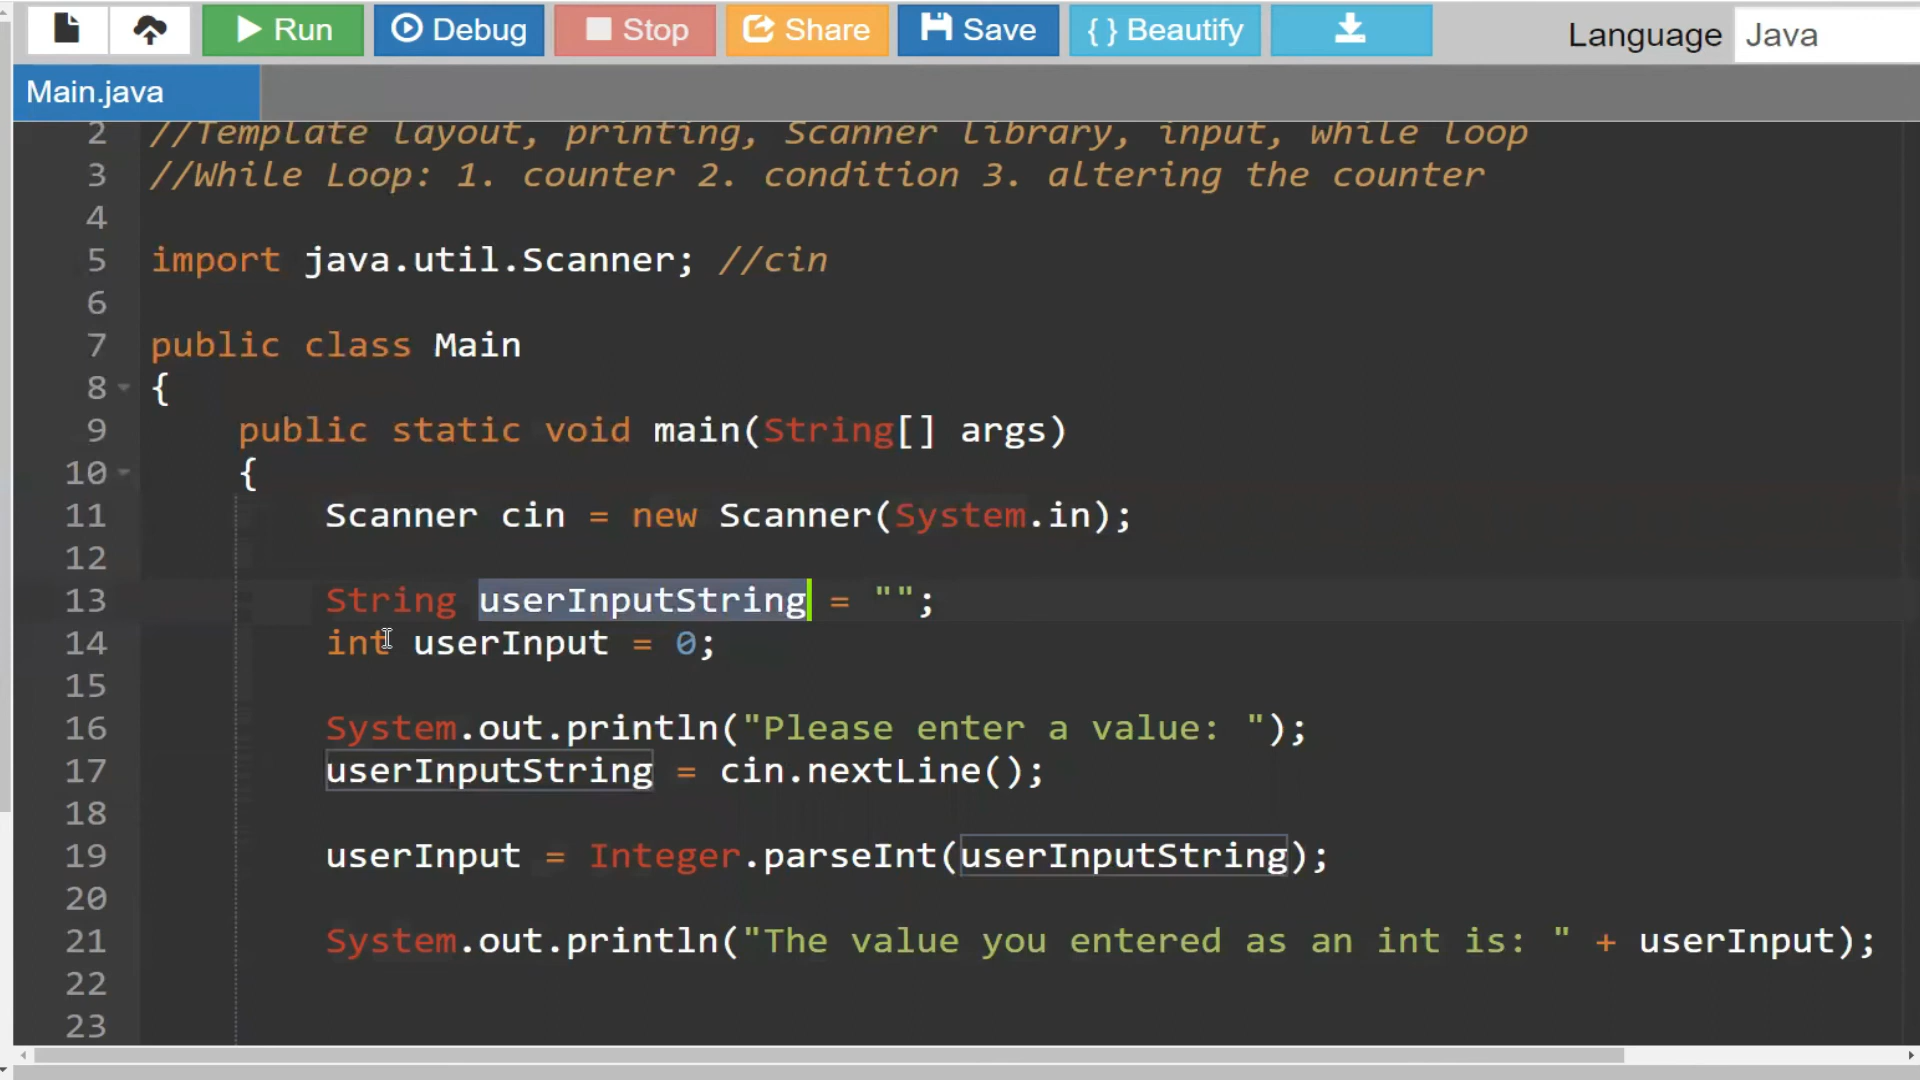 Run Debug Stop Share Save { } Beautify Language Java
Main.java
2 //Template layout, printing, Scanner library, input, while loop
3 //While Loop: 1. counter 2. condition 3. altering the counter
4
5 import java.util.Scanner; //cin
6
7 public class Main
8 {
9 public static void main(String[] args)
10 {
11 Scanner cin = new Scanner(System.in);
12
13 String userInputString = "";
14 int userInput = 0;
15
16 System.out.println("Please enter a value: ");
17 userInputString = cin.nextLine();
18
19 userInput = Integer.parseInt(userInputString);
20
21 System.out.println("The value you entered as an int is: " + userInput);
22
23